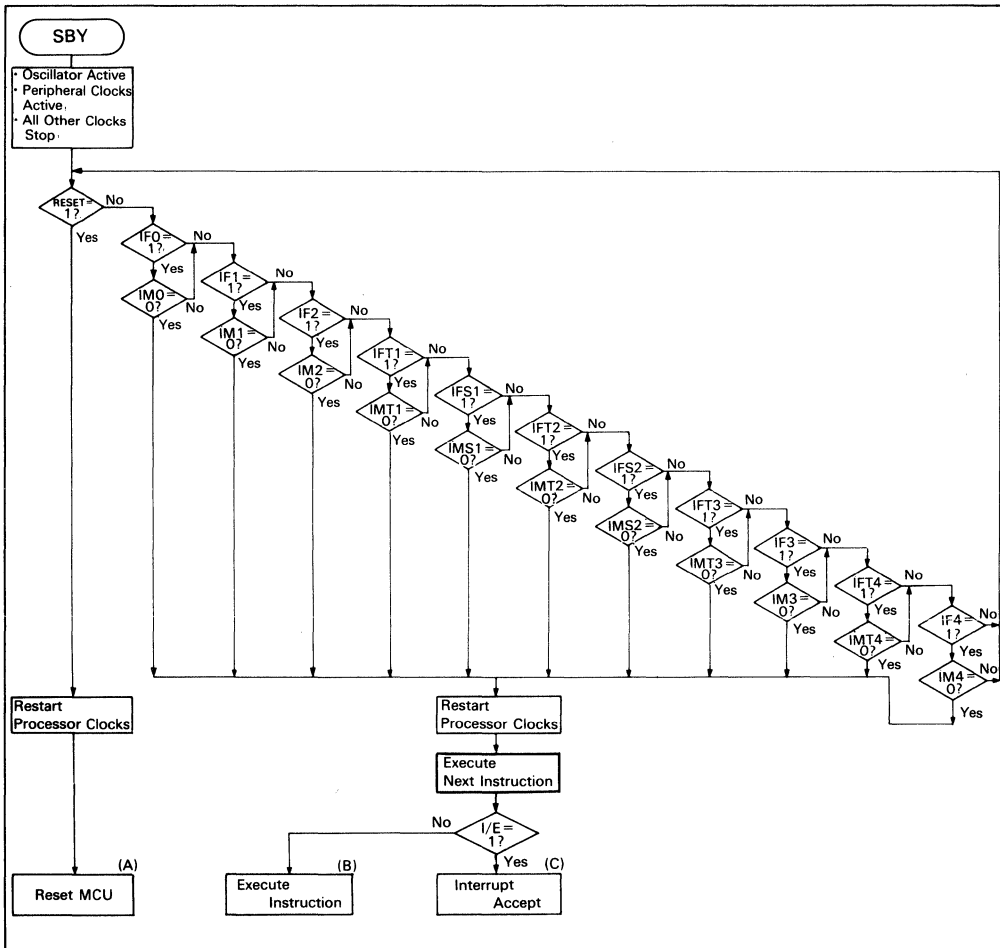 SBY
· Oscillator Active
· Peripheral Clocks
Active
· All Other Clocks
Stop
RESET=
1?
No
Yes
IF0=
1?
No
Yes
IM0=
0?
No
Yes
IF1=
1?
No
Yes
IM1=
0?
No
Yes
IF2=
1?
No
Yes
IM2=
0?
No
Yes
IFT1=
1?
No
Yes
IMT1=
0?
No
Yes
IFS1=
1?
No
Yes
IMS1=
0?
No
Yes
IFT2=
1?
No
Yes
IMT2=
0?
No
Yes
IFS2=
1?
No
Yes
IMS2=
0?
No
Yes
IFT3=
1?
No
Yes
IMT3=
0?
No
Yes
IF3=
1?
No
Yes
IM3=
0?
No
Yes
IFT4=
1?
No
Yes
IMT4=
0?
No
Yes
IF4=
1?
No
Yes
IM4=
0?
No
Yes
Restart
Processor Clocks
Restart
Processor Clocks
Execute
Next Instruction
I/E=
1?
No
Yes
(A)
Reset MCU
(B)
Execute
Instruction
(C)
Interrupt
Accept